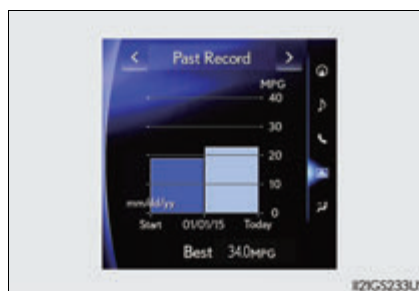 Past Record
MPG
40
30
20
10
0
mm/dd/yy
Start 01/01/15 Today
Best 34.0MPG
II21GS233LU